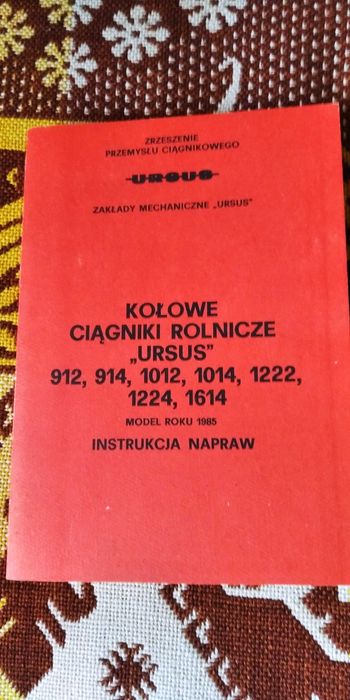 ZRZESZENIE
PRZEMYSŁU CIĄGNIKOWEGO
URSUS
ZAKŁADY MECHANICZNE „URSUS”
KOŁOWE
CIĄGNIKI ROLNICZE
„URSUS”
912, 914, 1012, 1014, 1222,
1224, 1614
MODEL ROKU 1985
INSTRUKCJA NAPRAW